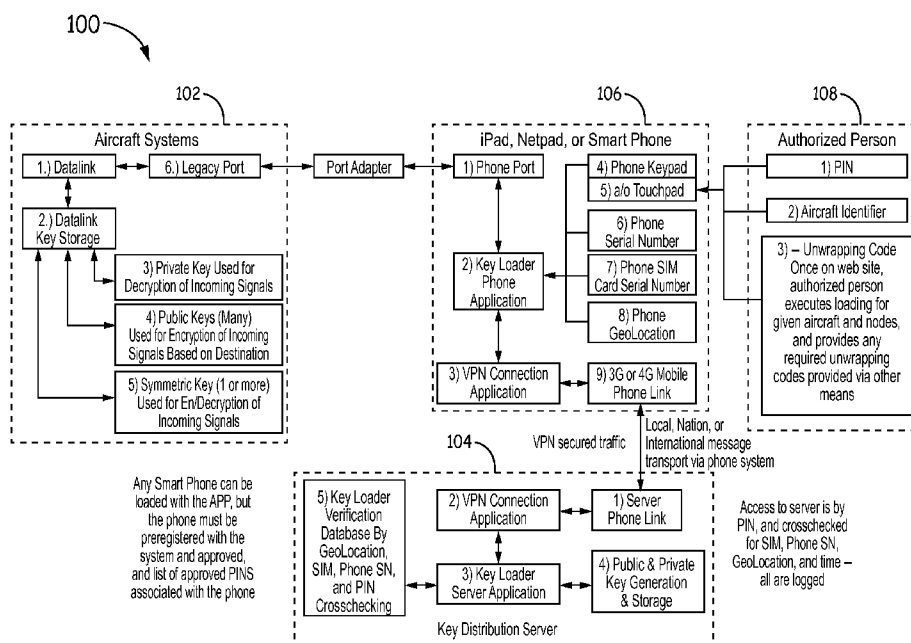 100
102
Aircraft Systems
1.) Datalink
6.) Legacy Port
2.) Datalink
Key Storage
3) Private Key Used for
Decryption of Incoming Signals
4) Public Keys (Many)
Used for Encryption of Incoming
Signals Based on Destination
5) Symmetric Key (1 or more)
Used for En/Decryption of
Incoming Signals
Port Adapter
106
iPad, Netpad, or Smart Phone
1) Phone Port
4) Phone Keypad
5) a/o Touchpad
6) Phone
Serial Number
2) Key Loader
Phone
Application
7) Phone SIM
Card Serial Number
8) Phone
GeoLocation
3) VPN Connection
Application
9) 3G or 4G Mobile
Phone Link
108
Authorized Person
1) PIN
2) Aircraft Identifier
3) – Unwrapping Code
Once on web site,
authorized person
executes loading for
given aircraft and nodes,
and provides any
required unwrapping
codes provided via other
means
VPN secured traffic
Local, Nation, or
International message
transport via phone system
104
Any Smart Phone can be
loaded with the APP, but
the phone must be
preregistered with the
system and approved,
and list of approved PINS
associated with the phone
5) Key Loader
Verification
Database By
GeoLocation,
SIM, Phone SN,
and PIN
Crosschecking
2) VPN Connection
Application
1) Server
Phone Link
3) Key Loader
Server Application
4) Public & Private
Key Generation
& Storage
Key Distribution Server
Access to server is by
PIN, and crosschecked
for SIM, Phone SN,
GeoLocation, and time –
all are logged